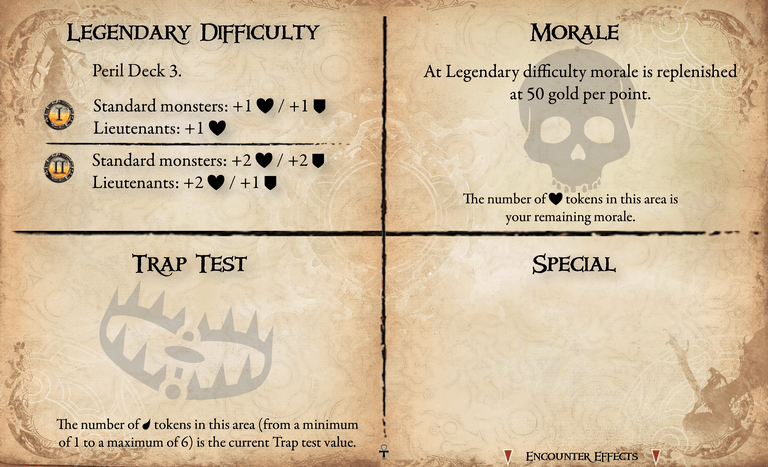 Legendary Difficulty
Peril Deck 3.
I
Standard monsters: +1 ♥ / +1
Lieutenants: +1 ♥
II
Standard monsters: +2 ♥ / +2
Lieutenants: +2 ♥ / +1
Morale
At Legendary difficulty morale is replenished
at 50 gold per point.
The number of ♥ tokens in this area is
your remaining morale.
Trap Test
The number of tokens in this area (from a minimum
of 1 to a maximum of 6) is the current Trap test value.
Special
Encounter Effects